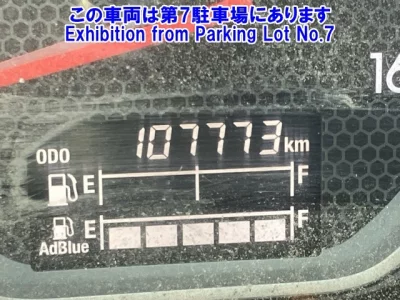 この車両は第7駐車場にあります
Exhibition from Parking Lot No.7
16
ODO 107773 km
E F
E F
AdBlue